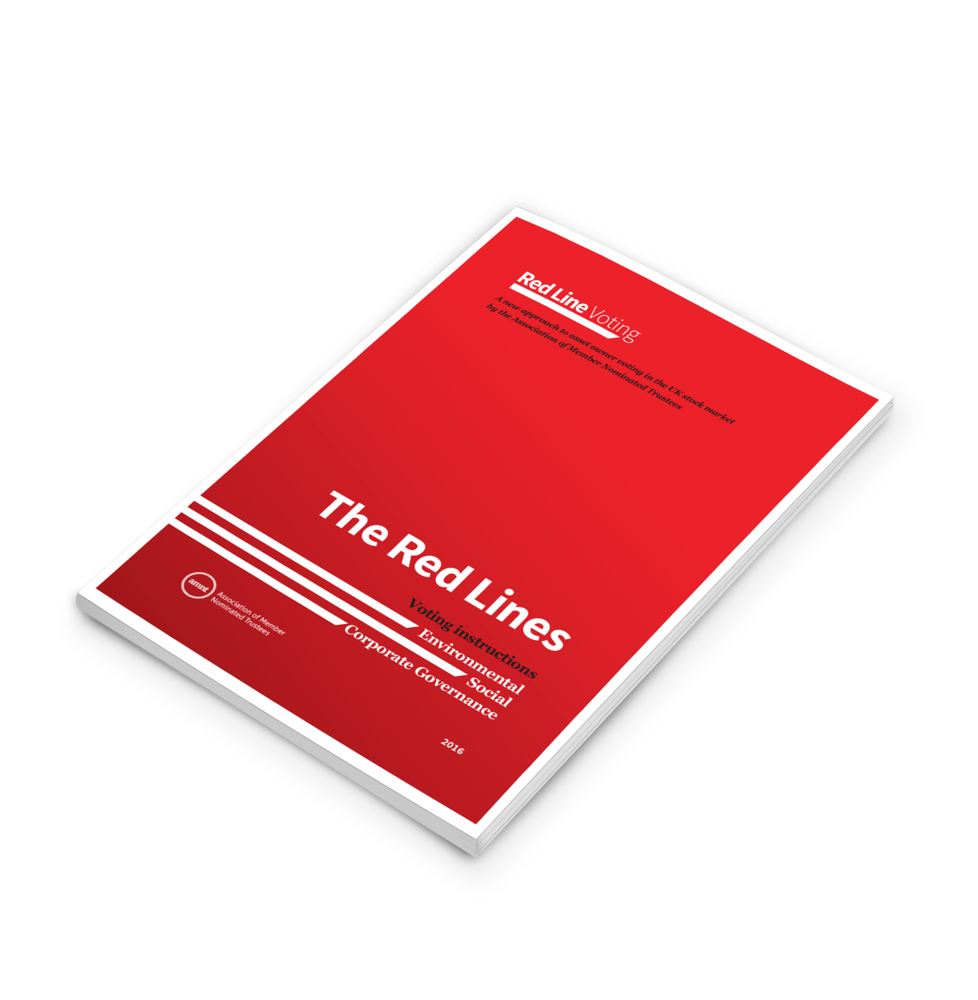 Red Line Voting
A new approach to asset owner voting in the UK stock market
by the Association of Member Nominated Trustees
The Red Lines
Voting instructions
Environmental
Social
Corporate Governance
amnt
Association of Member
Nominated Trustees
2016